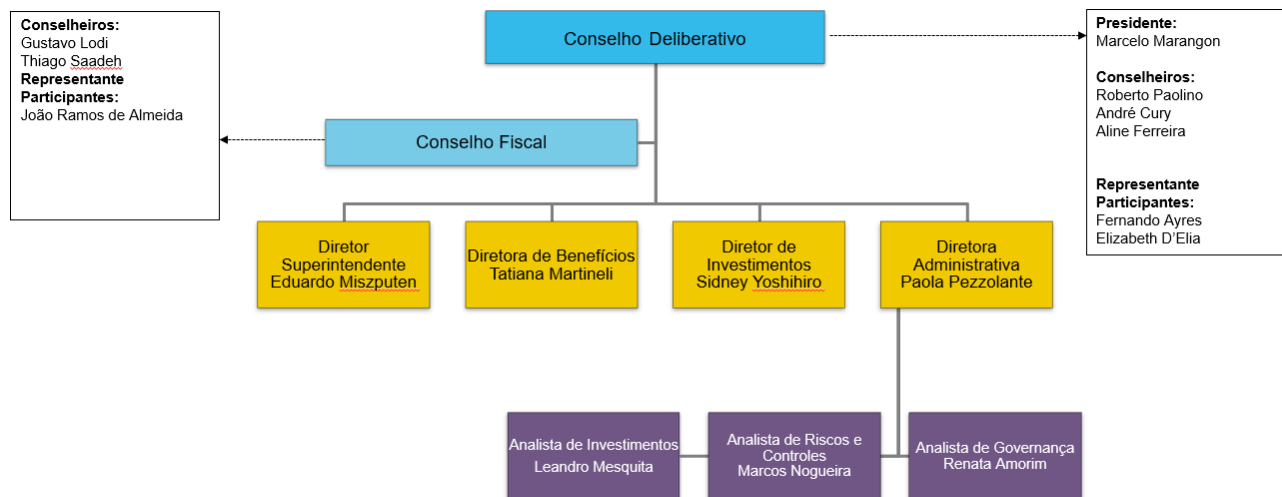 Conselheiros:
Gustavo Lodi
Thiago Saadeh
Representante
Participantes:
João Ramos de Almeida
Conselho Deliberativo
Presidente:
Marcelo Marangon
Conselheiros:
Roberto Paolino
André Cury
Aline Ferreira
Representante
Participantes:
Fernando Ayres
Elizabeth D’Elia
Conselho Fiscal
Diretor
Superintendente
Eduardo Miszputen
Diretora de Benefícios
Tatiana Martineli
Diretor de
Investimentos
Sidney Yoshihiro
Diretora
Administrativa
Paola Pezzolante
Analista de Investimentos
Leandro Mesquita
Analista de Riscos e
Controles
Marcos Nogueira
Analista de Governança
Renata Amorim